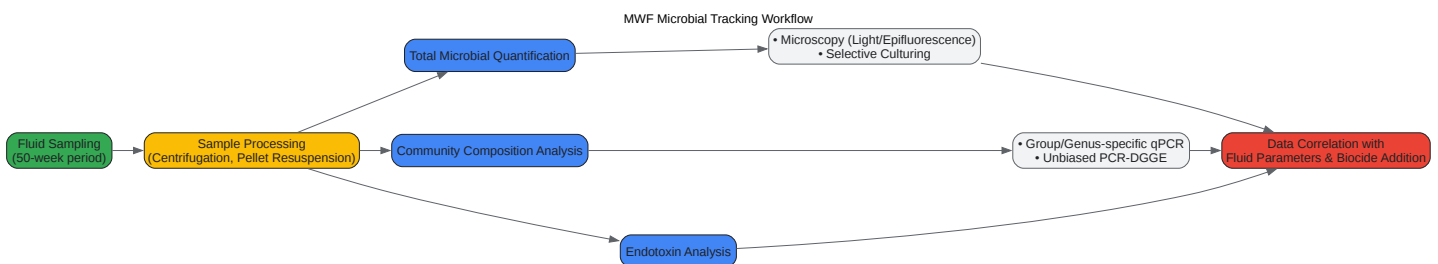 MWF Microbial Tracking Workflow
Total Microbial Quantification
• Microscopy (Light/Epifluorescence)
• Selective Culturing
Fluid Sampling
(50-week period)
Sample Processing
(Centrifugation, Pellet Resuspension)
Community Composition Analysis
• Group/Genus-specific qPCR
• Unbiased PCR-DGGE
Data Correlation with
Fluid Parameters & Biocide Addition
Endotoxin Analysis